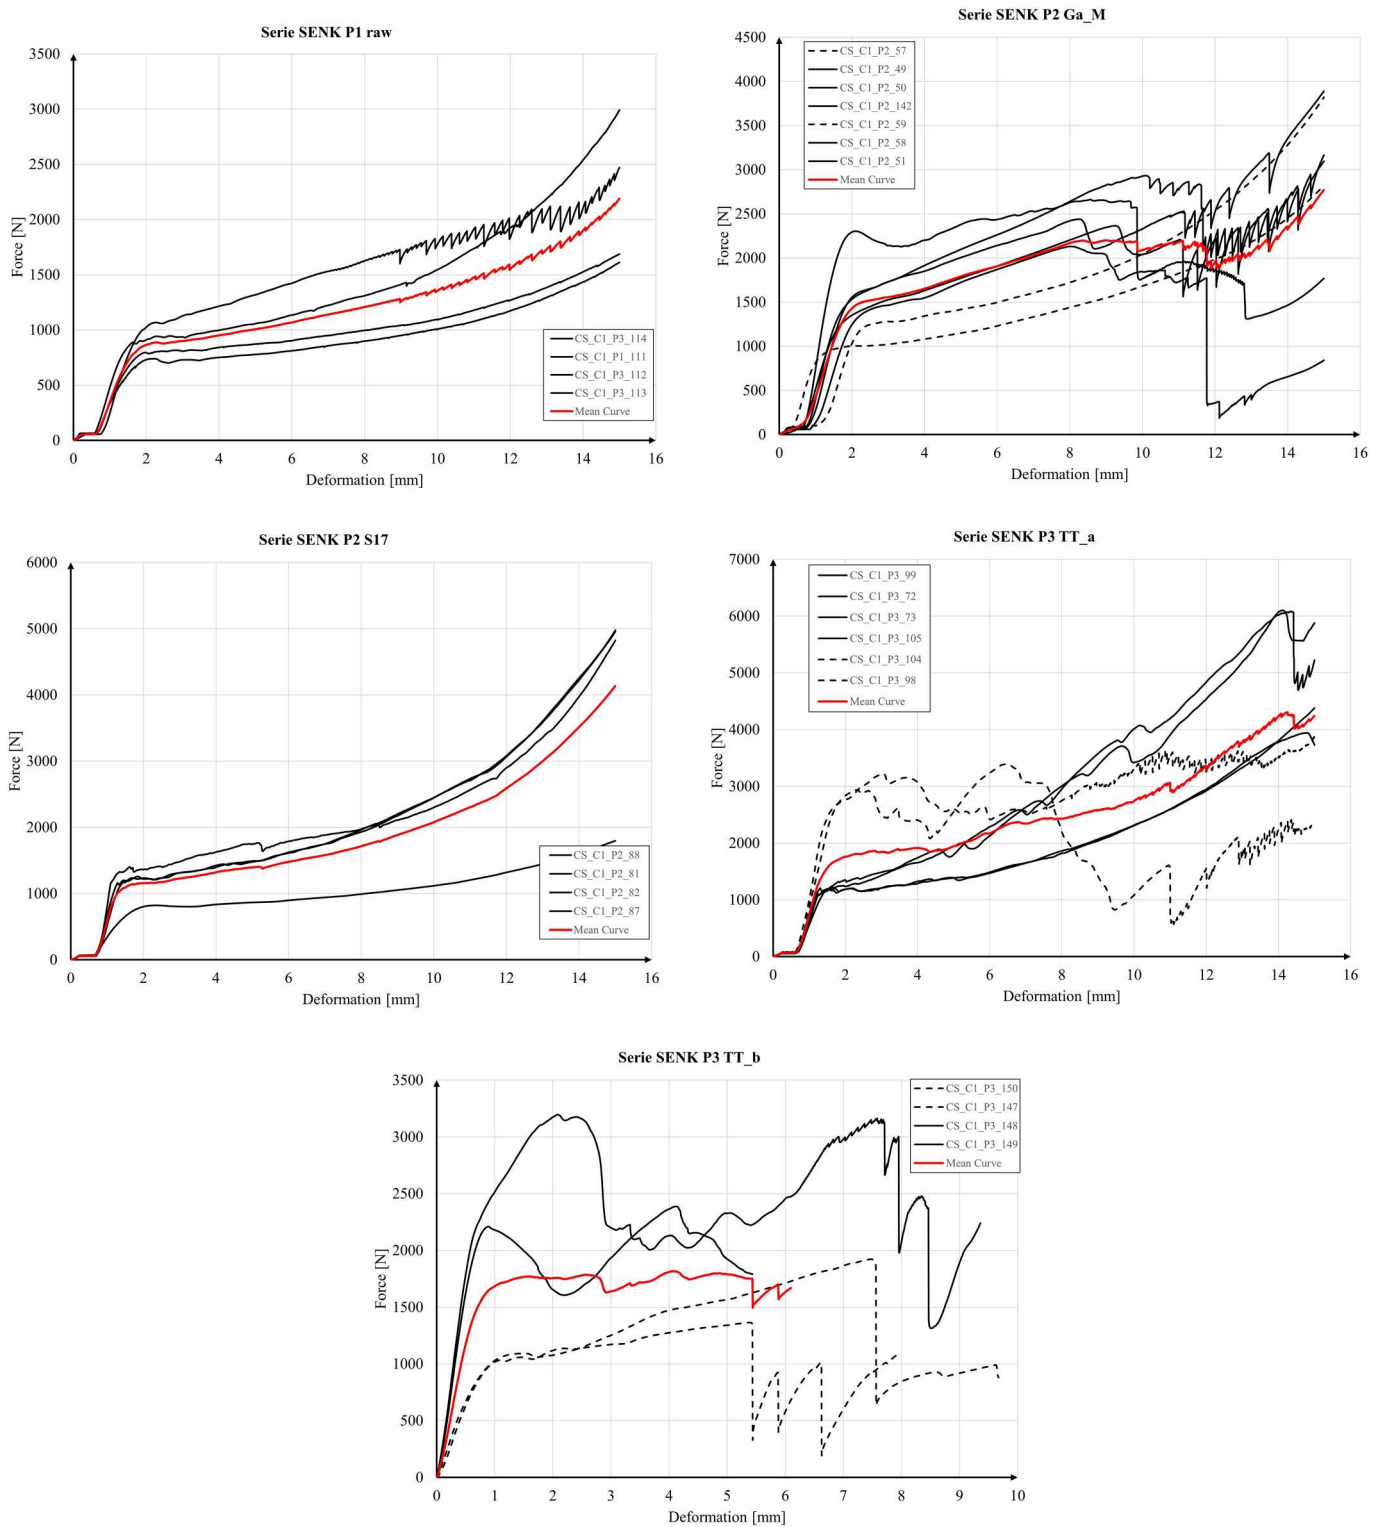 Serie SENK P1 raw
Force [N]
3500
3000
2500
2000
1500
1000
500
0
0 2 4 6 8 10 12 14 16
Deformation [mm]
CS_C1_P3_114
CS_C1_P1_111
CS_C1_P3_112
CS_C1_P3_113
Mean Curve
Serie SENK P2 Ga_M
Force [N]
4500
4000
3500
3000
2500
2000
1500
1000
500
0
0 2 4 6 8 10 12 14 16
Deformation [mm]
CS_C1_P2_57
CS_C1_P2_49
CS_C1_P2_50
CS_C1_P2_142
CS_C1_P2_59
CS_C1_P2_58
CS_C1_P2_51
Mean Curve
Serie SENK P2 S17
Force [N]
6000
5000
4000
3000
2000
1000
0
0 2 4 6 8 10 12 14 16
Deformation [mm]
CS_C1_P2_88
CS_C1_P2_81
CS_C1_P2_82
CS_C1_P2_87
Mean Curve
Serie SENK P3 TT_a
Force [N]
7000
6000
5000
4000
3000
2000
1000
0
0 2 4 6 8 10 12 14 16
Deformation [mm]
CS_C1_P3_99
CS_C1_P3_72
CS_C1_P3_73
CS_C1_P3_105
CS_C1_P3_104
CS_C1_P3_98
Mean Curve
Serie SENK P3 TT_b
Force [N]
3500
3000
2500
2000
1500
1000
500
0
0 1 2 3 4 5 6 7 8 9 10
Deformation [mm]
CS_C1_P3_150
CS_C1_P3_147
CS_C1_P3_148
CS_C1_P3_149
Mean Curve